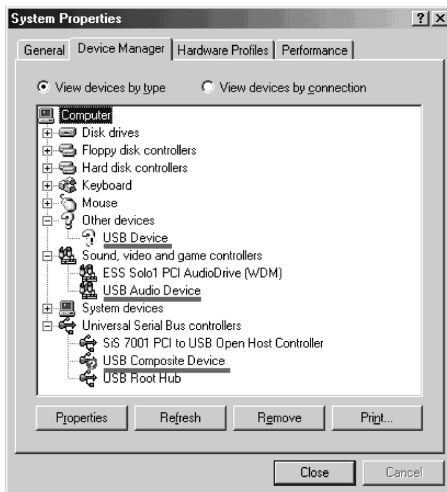 System Properties
General
Device Manager
Hardware Profiles
Performance
View devices by type
View devices by connection
Computer
Disk drives
Floppy disk controllers
Hard disk controllers
Keyboard
Mouse
Other devices
USB Device
Sound, video and game controllers
ESS Solo1 PCI AudioDrive (WDM)
USB Audio Device
System devices
Universal Serial Bus controllers
SiS 7001 PCI to USB Open Host Controller
USB Composite Device
USB Root Hub
Properties
Refresh
Remove
Print...
Close
Cancel